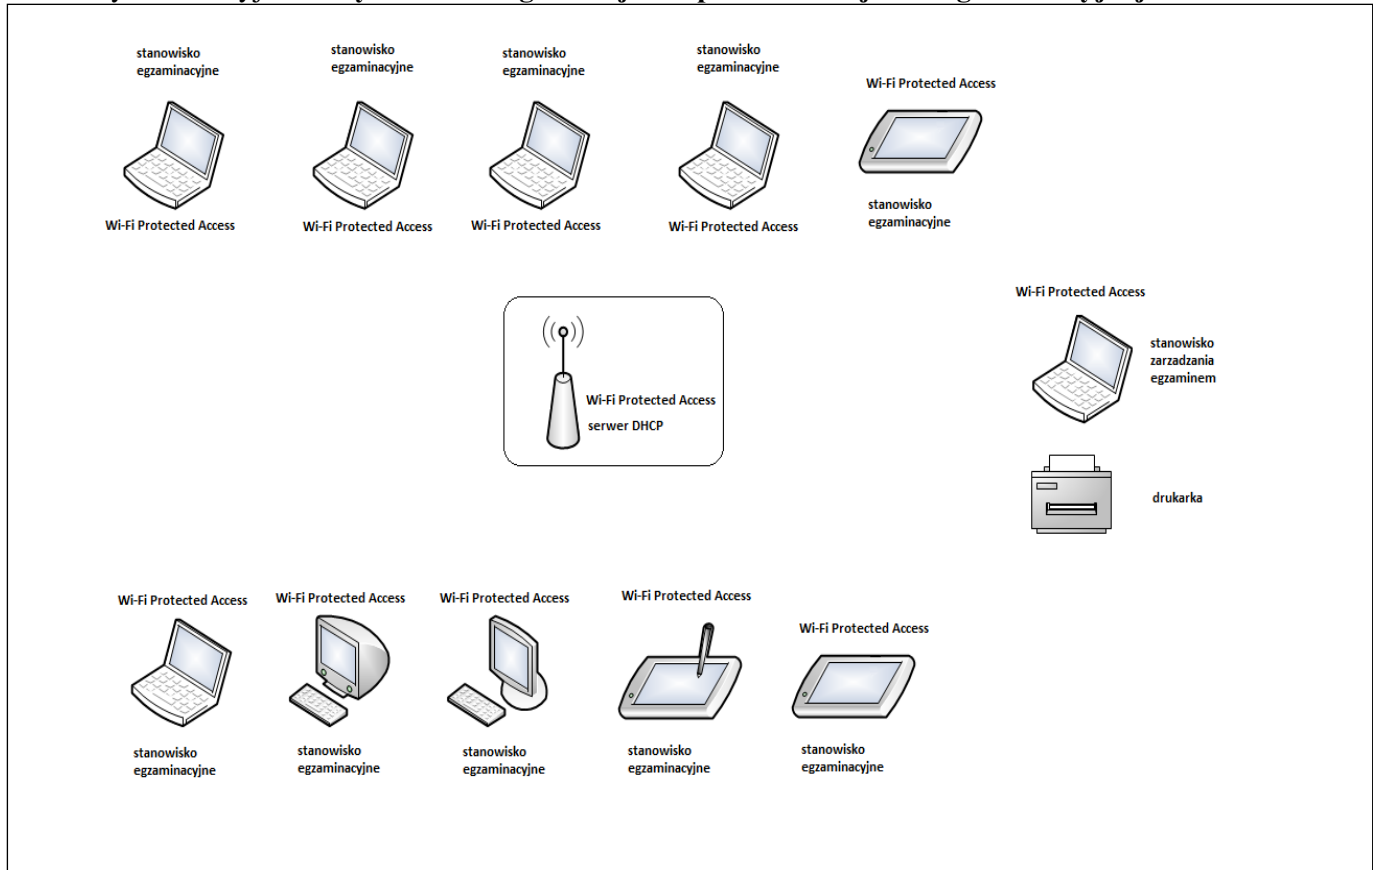 stanowisko
egzaminacyjne
stanowisko
egzaminacyjne
stanowisko
egzaminacyjne
stanowisko
egzaminacyjne
Wi-Fi Protected Access
Wi-Fi Protected Access
Wi-Fi Protected Access
Wi-Fi Protected Access
Wi-Fi Protected Access
stanowisko
egzaminacyjne
Wi-Fi Protected Access
stanowisko
zarzadzania
egzaminem
Wi-Fi Protected Access
serwer DHCP
drukarka
Wi-Fi Protected Access
Wi-Fi Protected Access
Wi-Fi Protected Access
Wi-Fi Protected Access
Wi-Fi Protected Access
stanowisko
egzaminacyjne
stanowisko
egzaminacyjne
stanowisko
egzaminacyjne
stanowisko
egzaminacyjne
stanowisko
egzaminacyjne